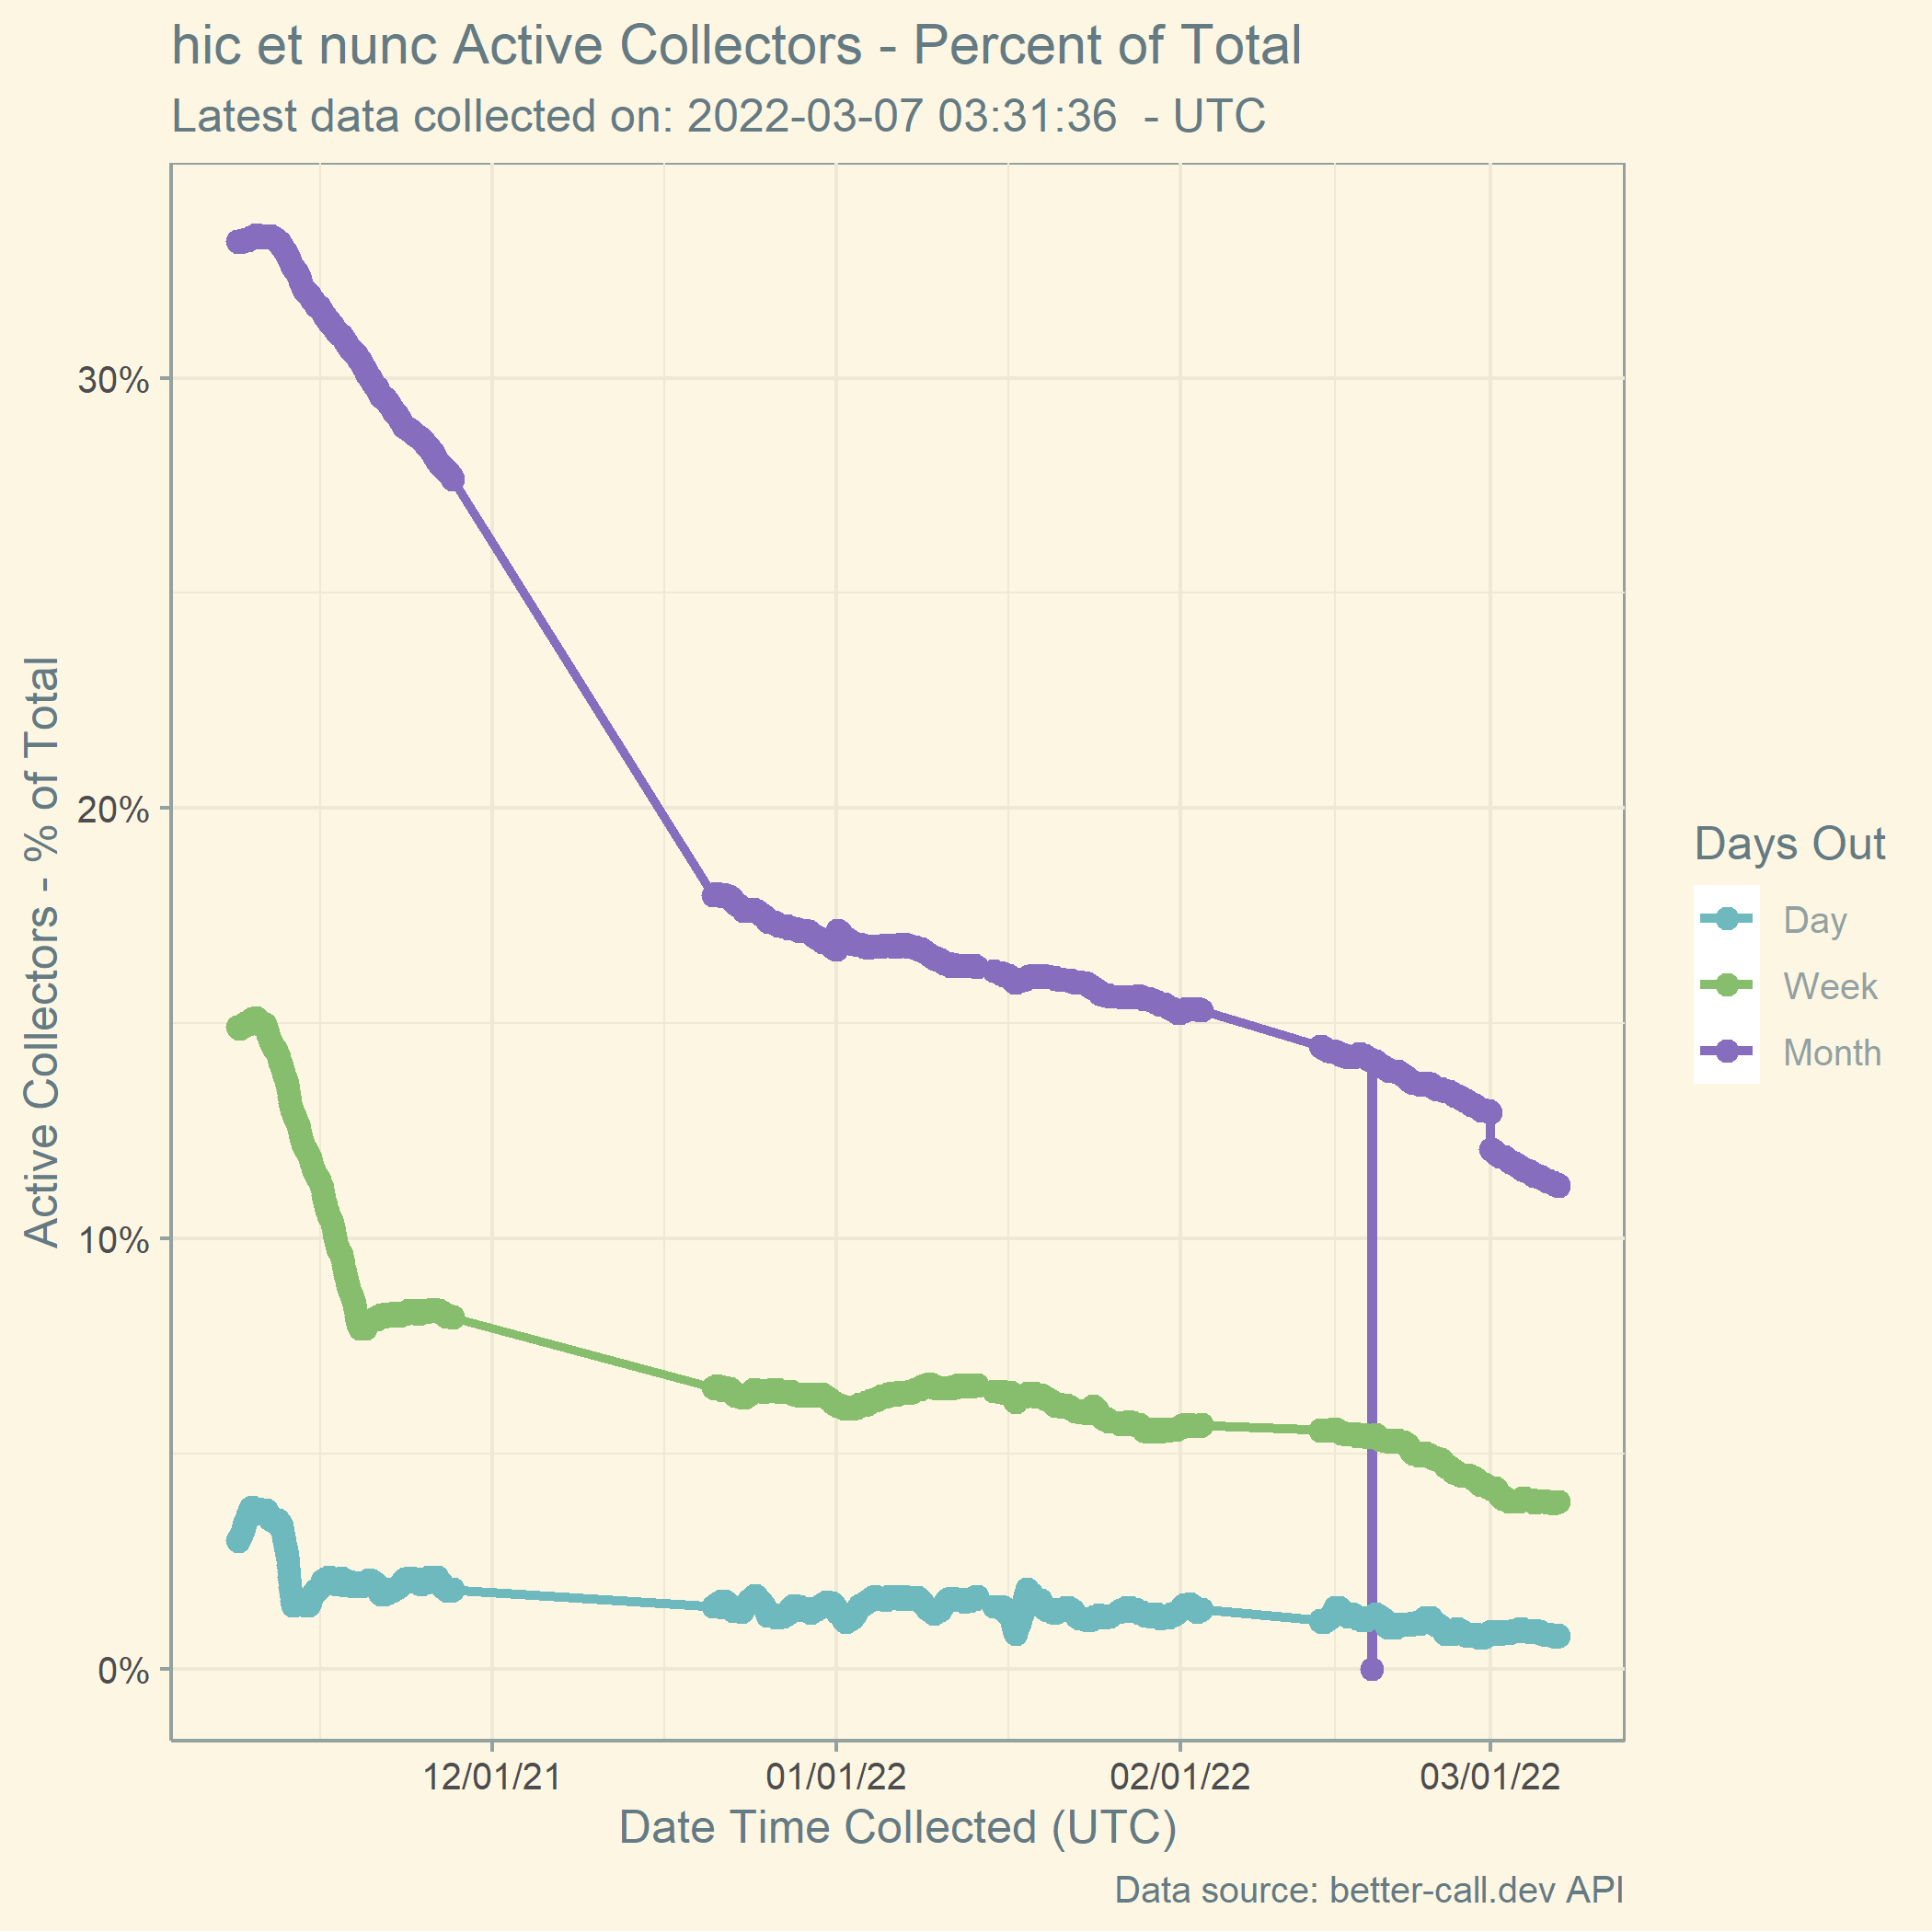 hic et nunc Active Collectors - Percent of Total
Latest data collected on: 2022-03-07 03:31:36  - UTC
Active Collectors - % of Total
30%
20%
10%
0%
12/01/21
01/01/22
02/01/22
03/01/22
Date Time Collected (UTC)
Days Out
Day
Week
Month
Data source: better-call.dev API